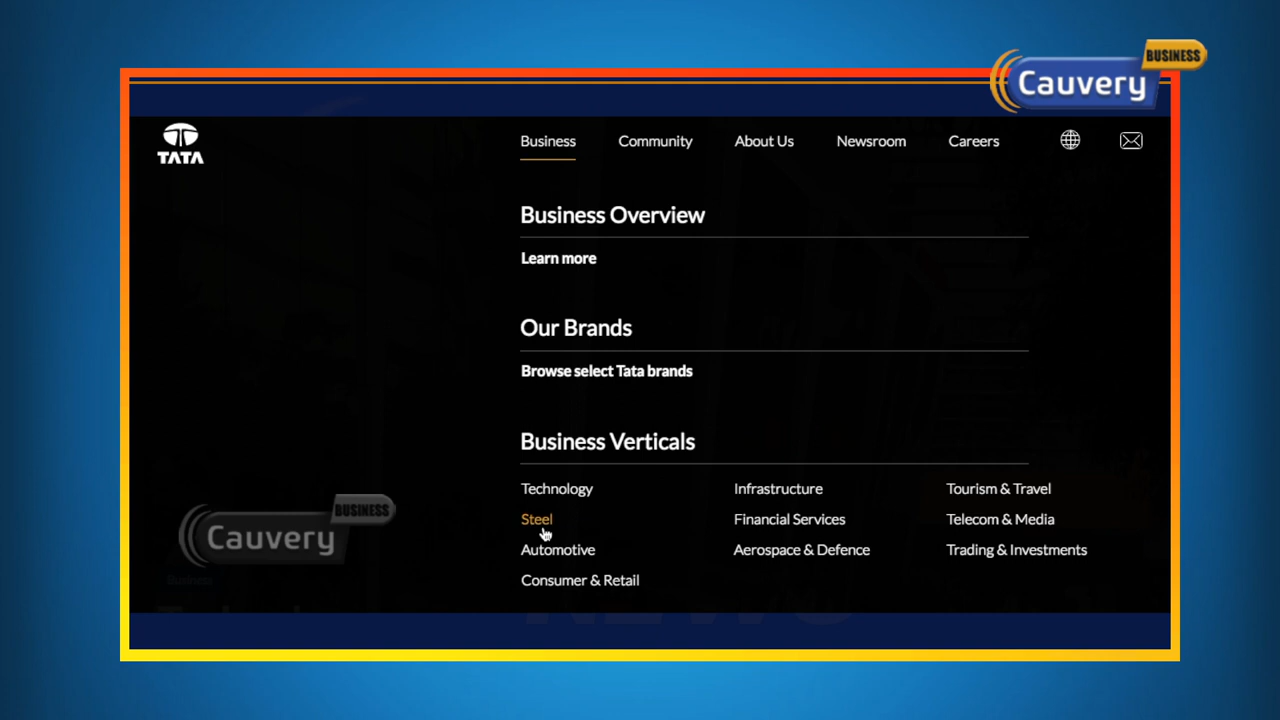 BUSINESS
Cauvery
TATA
Business Community About Us Newsroom Careers
Business Overview
Learn more
Our Brands
Browse select Tata brands
Business Verticals
Technology Infrastructure Tourism & Travel
Steel Financial Services Telecom & Media
Automotive Aerospace & Defence Trading & Investments
Consumer & Retail
BUSINESS
Cauvery
Business
NEWS